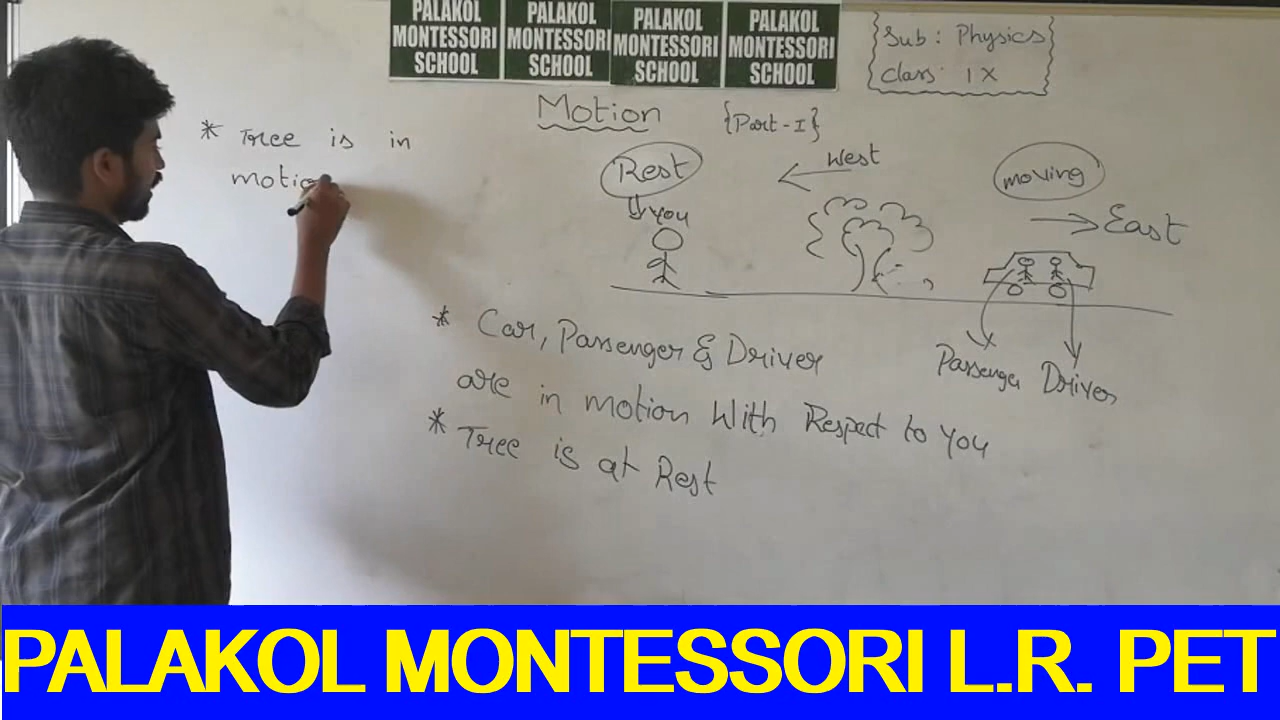 PALAKOL
MONTESSORI
SCHOOL
PALAKOL
MONTESSORI
SCHOOL
PALAKOL
MONTESSORI
SCHOOL
PALAKOL
MONTESSORI
SCHOOL
Sub : Physics
Class : IX
Motion {Part-I}
* Tree is in
motio
Rest
you
West
moving
East
Passenger Driver
* Car, Passenger & Driver
are in motion With Respect to You
* Tree is at Rest
PALAKOL MONTESSORI L.R. PET